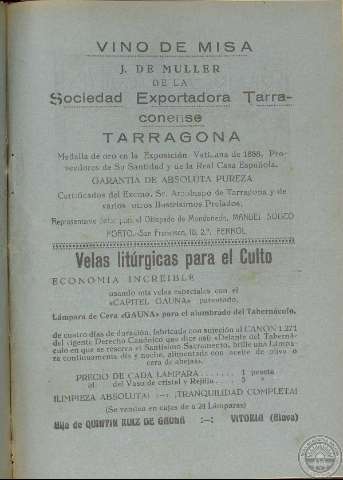 VINO DE MISA
J. DE MULLER
DE LA
Sociedad Exportadora Tarra-
conense
TARRAGONA
Medalla de oro en la Exposición Vaticana de 1888, Pro-
veedores de Su Santidad y de la Real Casa Española.
GARANTIA DE ABSOLUTA PUREZA
Certificados del Excmo. Sr. Arzobispo de Tarragona y de
varios otros Ilustrísimos Prelados.
Representante para el Obispado de Mondoñedo, MANUEL
PORTO.-San Francisco, 10, 2.º FERROL
Velas litúrgicas para el Culto
ECONOMIA INCREIBLE
usando mis velas especiales con el
«CAPITEL GAUNA» patentado.
Lámpara de Cera «GAUNA» para el alumbrado del Tabernáculo,
de cuatro días de duración, fabricada con sujeción al CANON 1.271
del vigente Derecho Canónico que dice así: «Delante del Taberná-
culo en que se reserva el Santísimo Sacramento, brille una Lámpa-
ra continuamente día y noche, alimentada con aceite de oliva o
cera de abejas».
PRECIO DE CADA LAMPARA . . . . 1 peseta
id. del Vaso de cristal y Rejilla . . 5 »
¡LIMPIEZA ABSOLUTA! :—: ¡TRANQUILIDAD COMPLETA!
(Se venden en cajas de a 24 Lámparas)
Hijo de QUINTIN RUIZ DE GAUNA :—: VITORIA (Alava)